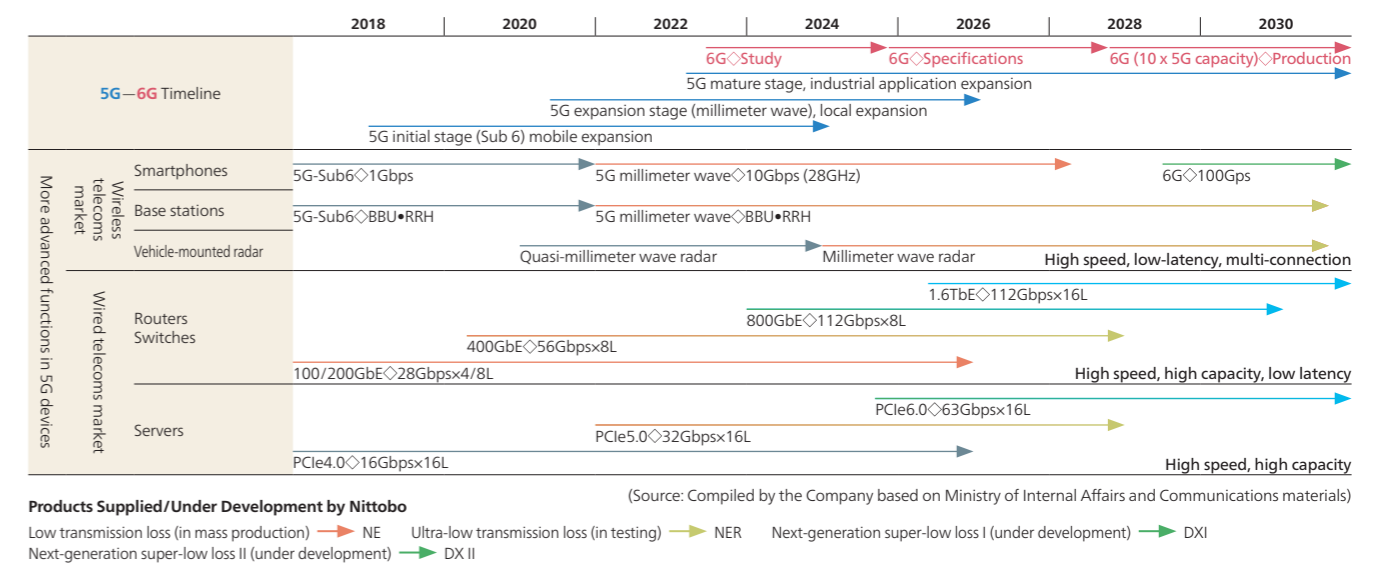 2018 2020 2022 2024 2026 2028 2030
5G—6G Timeline
6G◇Study
6G◇Specifications
6G (10 x 5G capacity)◇Production
5G mature stage, industrial application expansion
5G expansion stage (millimeter wave), local expansion
5G initial stage (Sub 6) mobile expansion
More advanced functions in 5G devices
Wireless
telecoms
market
Smartphones
5G-Sub6◇1Gbps
5G millimeter wave◇10Gbps (28GHz)
6G◇100Gps
Base stations
5G-Sub6◇BBU•RRH
5G millimeter wave◇BBU•RRH
Vehicle-mounted radar
Quasi-millimeter wave radar
Millimeter wave radar
High speed, low-latency, multi-connection
Wired telecoms market
Routers
Switches
1.6TbE◇112Gbps×16L
800GbE◇112Gbps×8L
400GbE◇56Gbps×8L
100/200GbE◇28Gbps×4/8L
High speed, high capacity, low latency
Servers
PCIe6.0◇63Gbps×16L
PCIe5.0◇32Gbps×16L
PCIe4.0◇16Gbps×16L
High speed, high capacity
(Source: Compiled by the Company based on Ministry of Internal Affairs and Communications materials)
Products Supplied/Under Development by Nittobo
Low transmission loss (in mass production) NE Ultra-low transmission loss (in testing) NER Next-generation super-low loss I (under development) DXI
Next-generation super-low loss II (under development) DX II